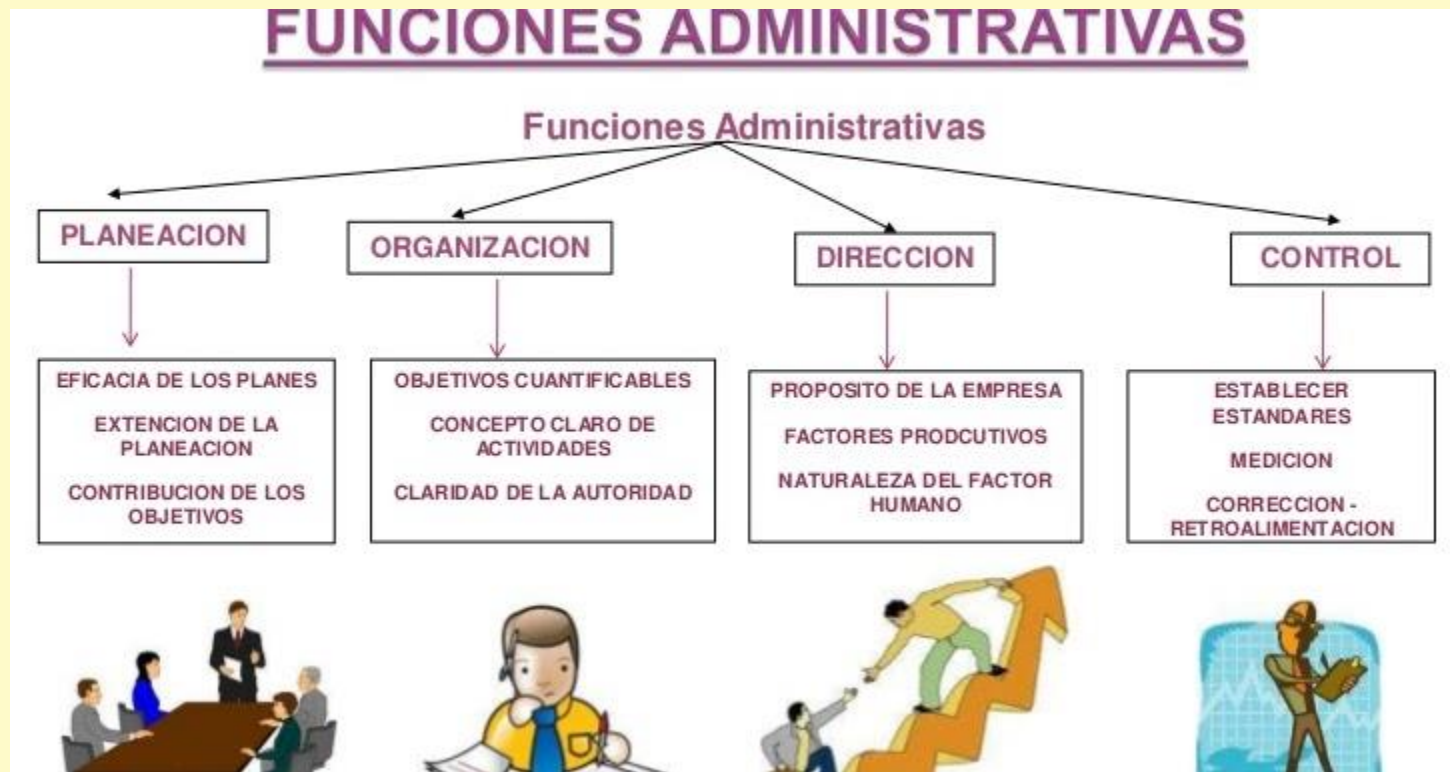 FUNCIONES ADMINISTRATIVAS
Funciones Administrativas
PLANEACION
ORGANIZACION
DIRECCION
CONTROL
EFICACIA DE LOS PLANES
EXTENCION DE LA
PLANEACION
CONTRIBUCION DE LOS
OBJETIVOS
OBJETIVOS CUANTIFICABLES
CONCEPTO CLARO DE
ACTIVIDADES
CLARIDAD DE LA AUTORIDAD
PROPOSITO DE LA EMPRESA
FACTORES PRODCUTIVOS
NATURALEZA DEL FACTOR
HUMANO
ESTABLECER
ESTANDARES
MEDICION
CORRECCION -
RETROALIMENTACION